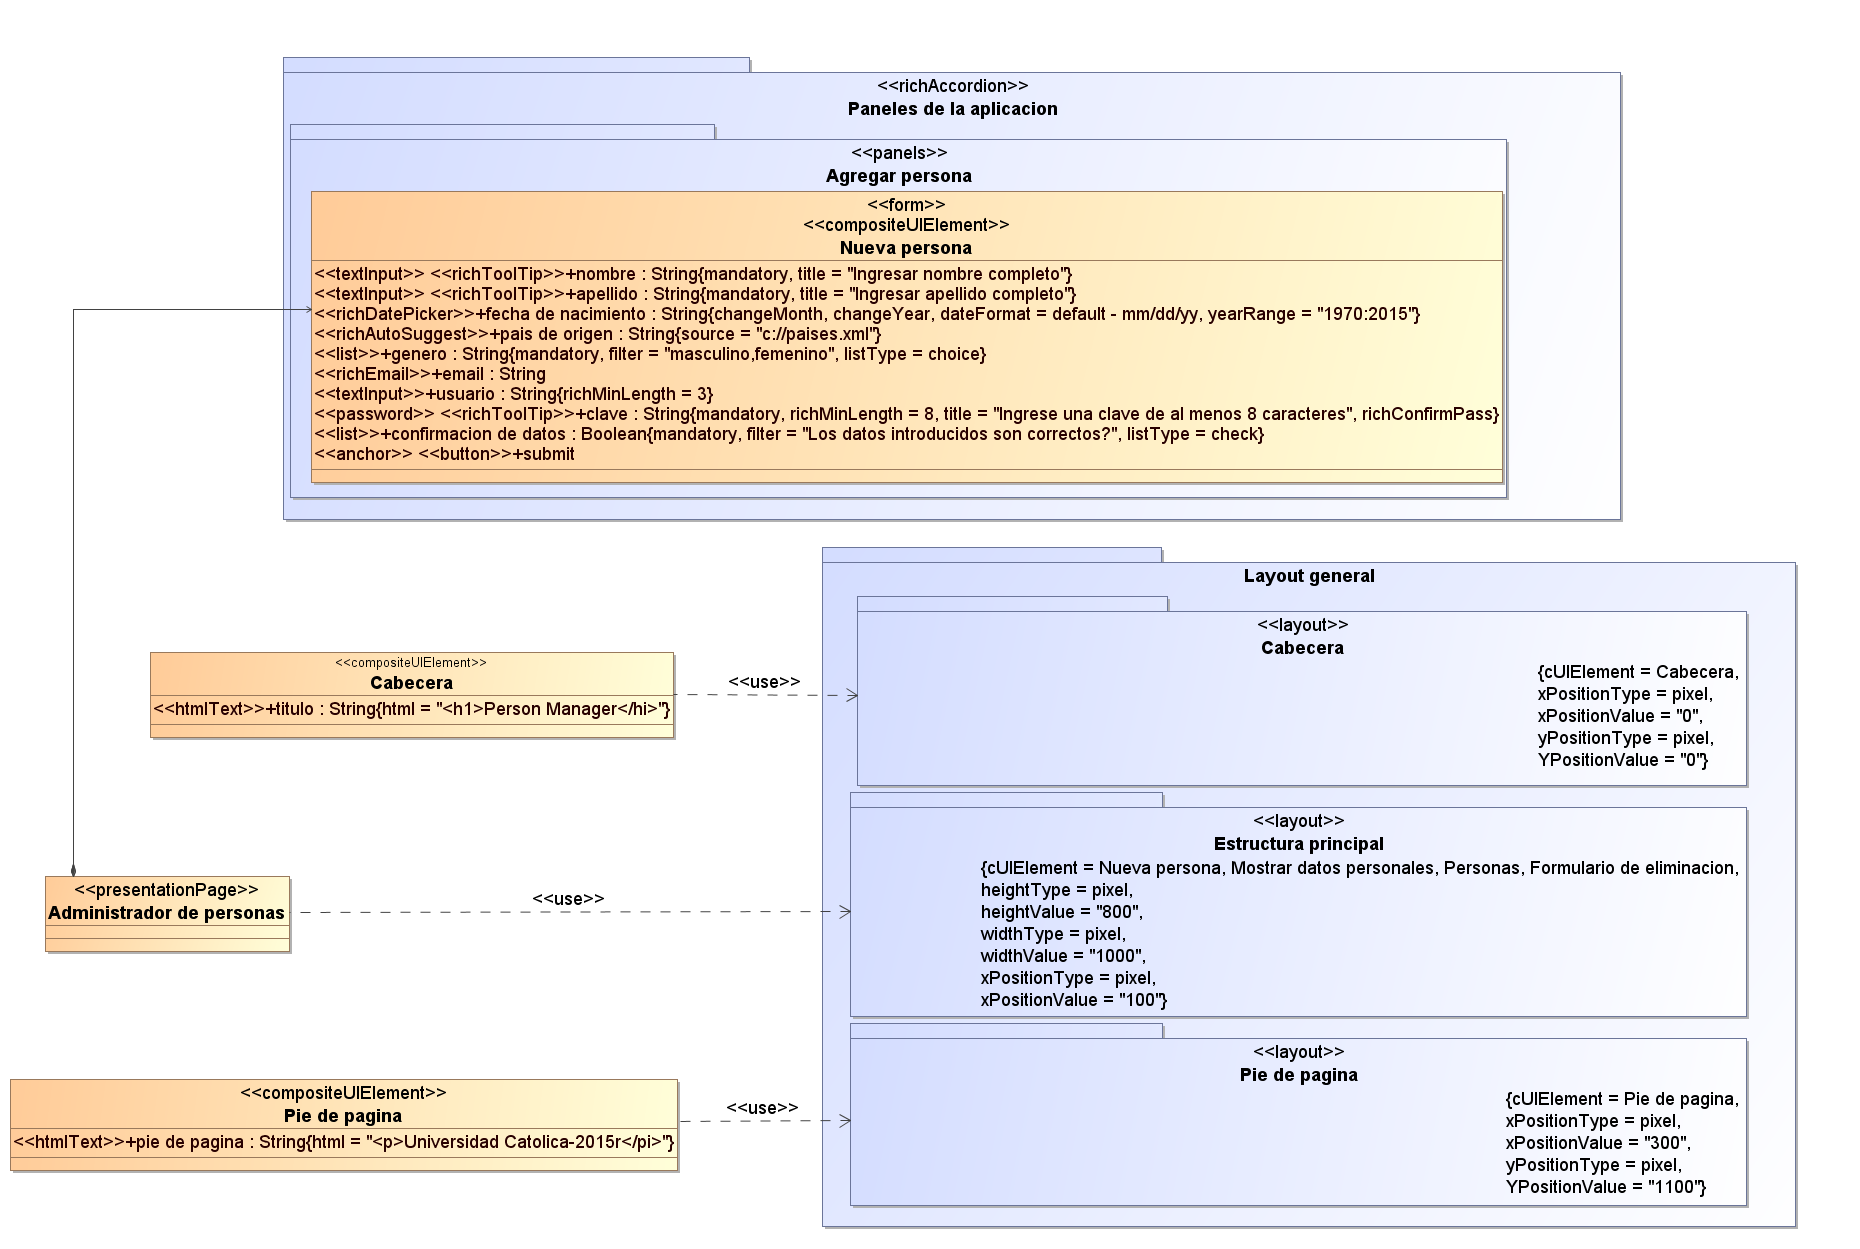 <<richAccordion>>
Paneles de la aplicacion
<<panels>>
Agregar persona
<<form>>
<<compositeUIElement>>
Nueva persona
<<textInput>> <<richToolTip>>+nombre : String{mandatory, title = "Ingresar nombre completo"}
<<textInput>> <<richToolTip>>+apellido : String{mandatory, title = "Ingresar apellido completo"}
<<richDatePicker>>+fecha de nacimiento : String{changeMonth, changeYear, dateFormat = default - mm/dd/yy, yearRange = "1970:2015"}
<<richAutoSuggest>>+pais de origen : String{source = "c://paises.xml"}
<<list>>+genero : String{mandatory, filter = "masculino,femenino", listType = choice}
<<richEmail>>+email : String
<<textInput>>+usuario : String{richMinLength = 3}
<<password>> <<richToolTip>>+clave : String{mandatory, richMinLength = 8, title = "Ingrese una clave de al menos 8 caracteres", richConfirmPass}
<<list>>+confirmacion de datos : Boolean{mandatory, filter = "Los datos introducidos son correctos?", listType = check}
<<anchor>> <<button>>+submit
Layout general
<<layout>>
Cabecera
{cUIElement = Cabecera,
xPositionType = pixel,
xPositionValue = "0",
yPositionType = pixel,
YPositionValue = "0"}
<<compositeUIElement>>
Cabecera
<<htmlText>>+titulo : String{html = "<h1>Person Manager</hi>"}
<<use>>
<<layout>>
Estructura principal
{cUIElement = Nueva persona, Mostrar datos personales, Personas, Formulario de eliminacion,
heightType = pixel,
heightValue = "800",
widthType = pixel,
widthValue = "1000",
xPositionType = pixel,
xPositionValue = "100"}
<<presentationPage>>
Administrador de personas
<<use>>
<<layout>>
Pie de pagina
{cUIElement = Pie de pagina,
xPositionType = pixel,
xPositionValue = "300",
yPositionType = pixel,
YPositionValue = "1100"}
<<compositeUIElement>>
Pie de pagina
<<htmlText>>+pie de pagina : String{html = "<p>Universidad Catolica-2015r</pi>"}
<<use>>